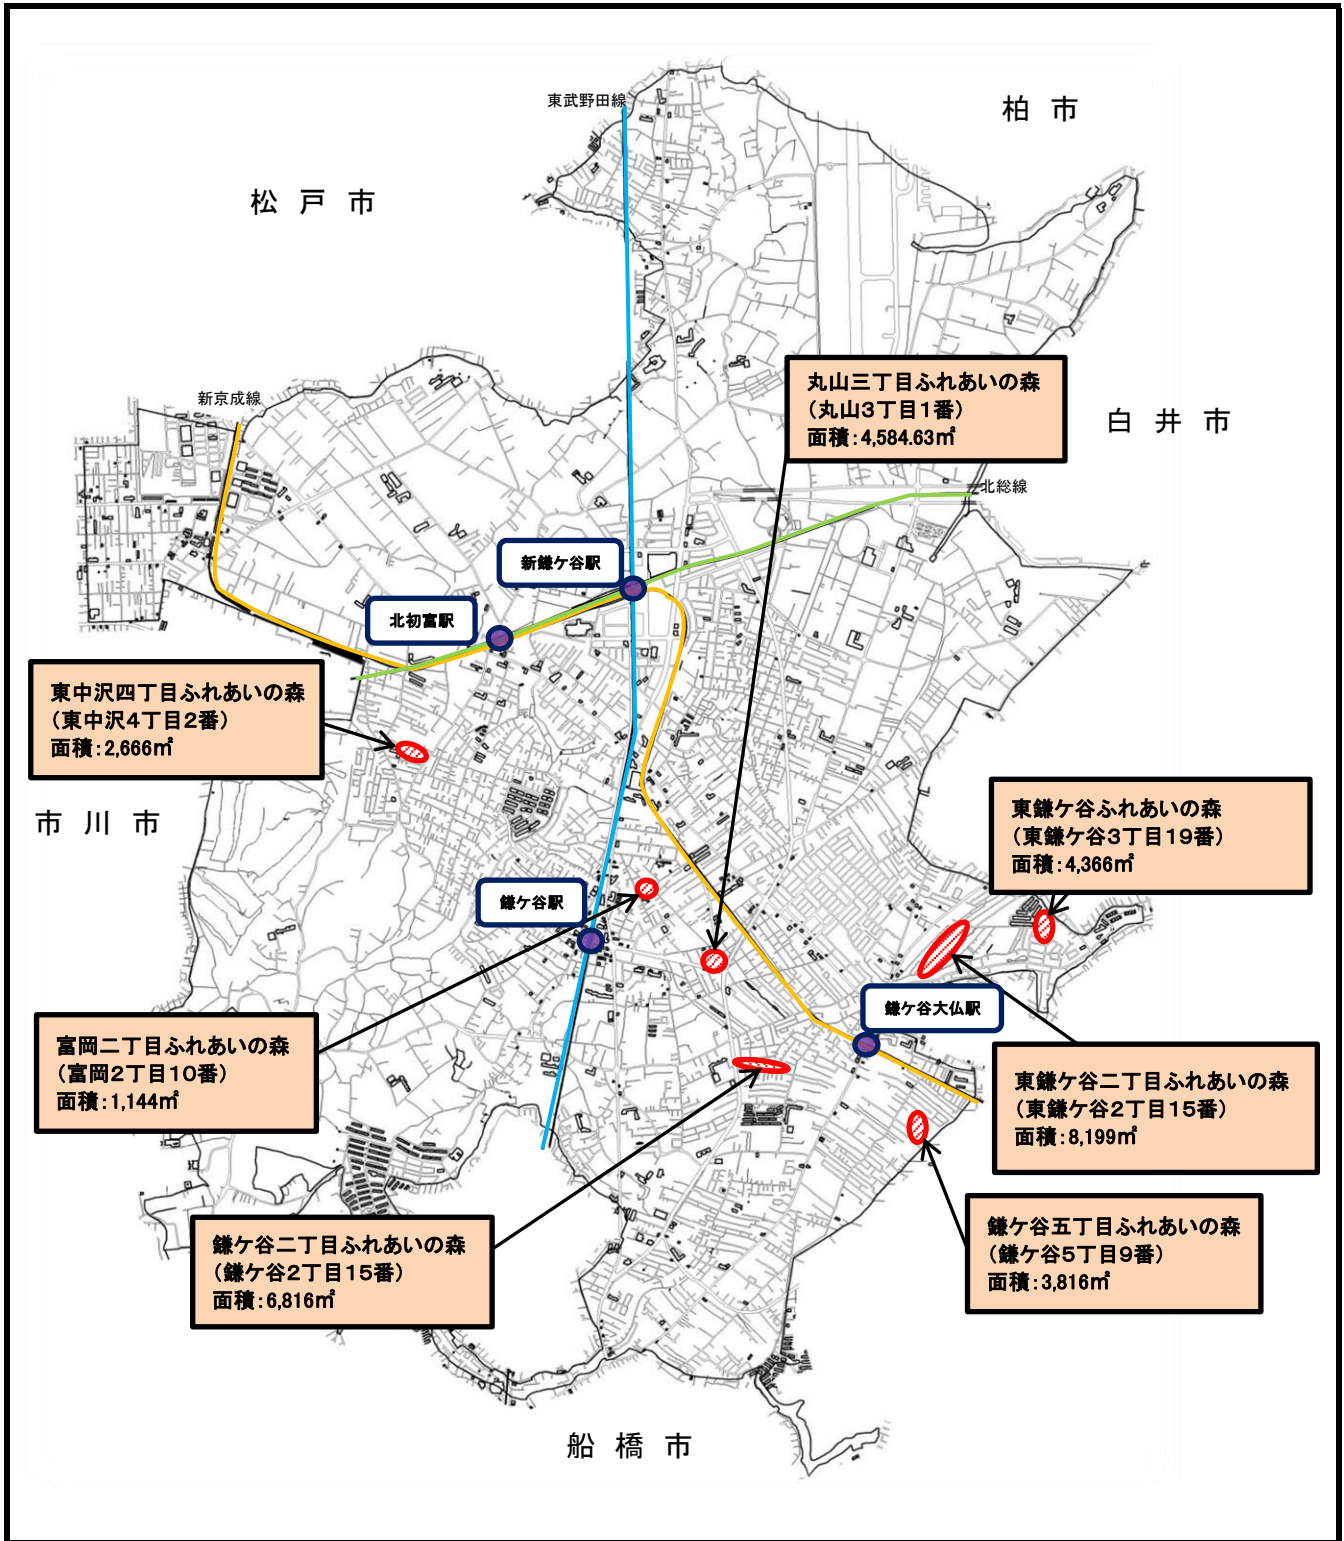 東武野田線
柏 市
松 戸 市
丸山三丁目ふれあいの森
（丸山３丁目１番）
面積：4,584.63㎡
新京成線
白 井 市
北総線
新鎌ケ谷駅
北初富駅
東中沢四丁目ふれあいの森
（東中沢４丁目２番）
面積：2,666㎡
市 川 市
東鎌ケ谷ふれあいの森
（東鎌ケ谷３丁目１９番）
面積：4,366㎡
鎌ケ谷駅
鎌ケ谷大仏駅
富岡二丁目ふれあいの森
（富岡２丁目１０番）
面積：1,144㎡
東鎌ケ谷二丁目ふれあいの森
（東鎌ケ谷２丁目１５番）
面積：8,199㎡
鎌ケ谷二丁目ふれあいの森
（鎌ケ谷２丁目１５番）
面積：6,816㎡
鎌ケ谷五丁目ふれあいの森
（鎌ケ谷５丁目９番）
面積：3,816㎡
船 橋 市